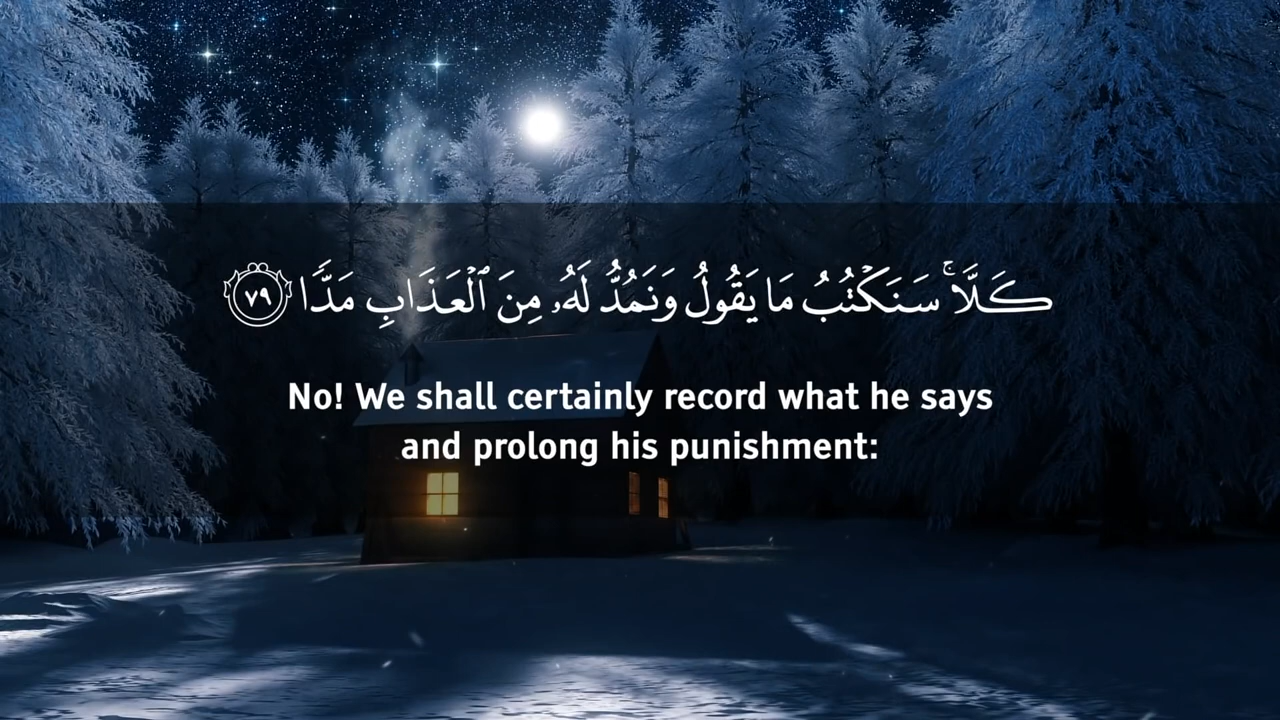 كَلَّاۚ سَنَكۡتُبُ مَا يَقُولُ وَنَمُدُّ لَهُۥ مِنَ ٱلۡعَذَابِ مَدّٗا ٧٩
No! We shall certainly record what he says
and prolong his punishment: